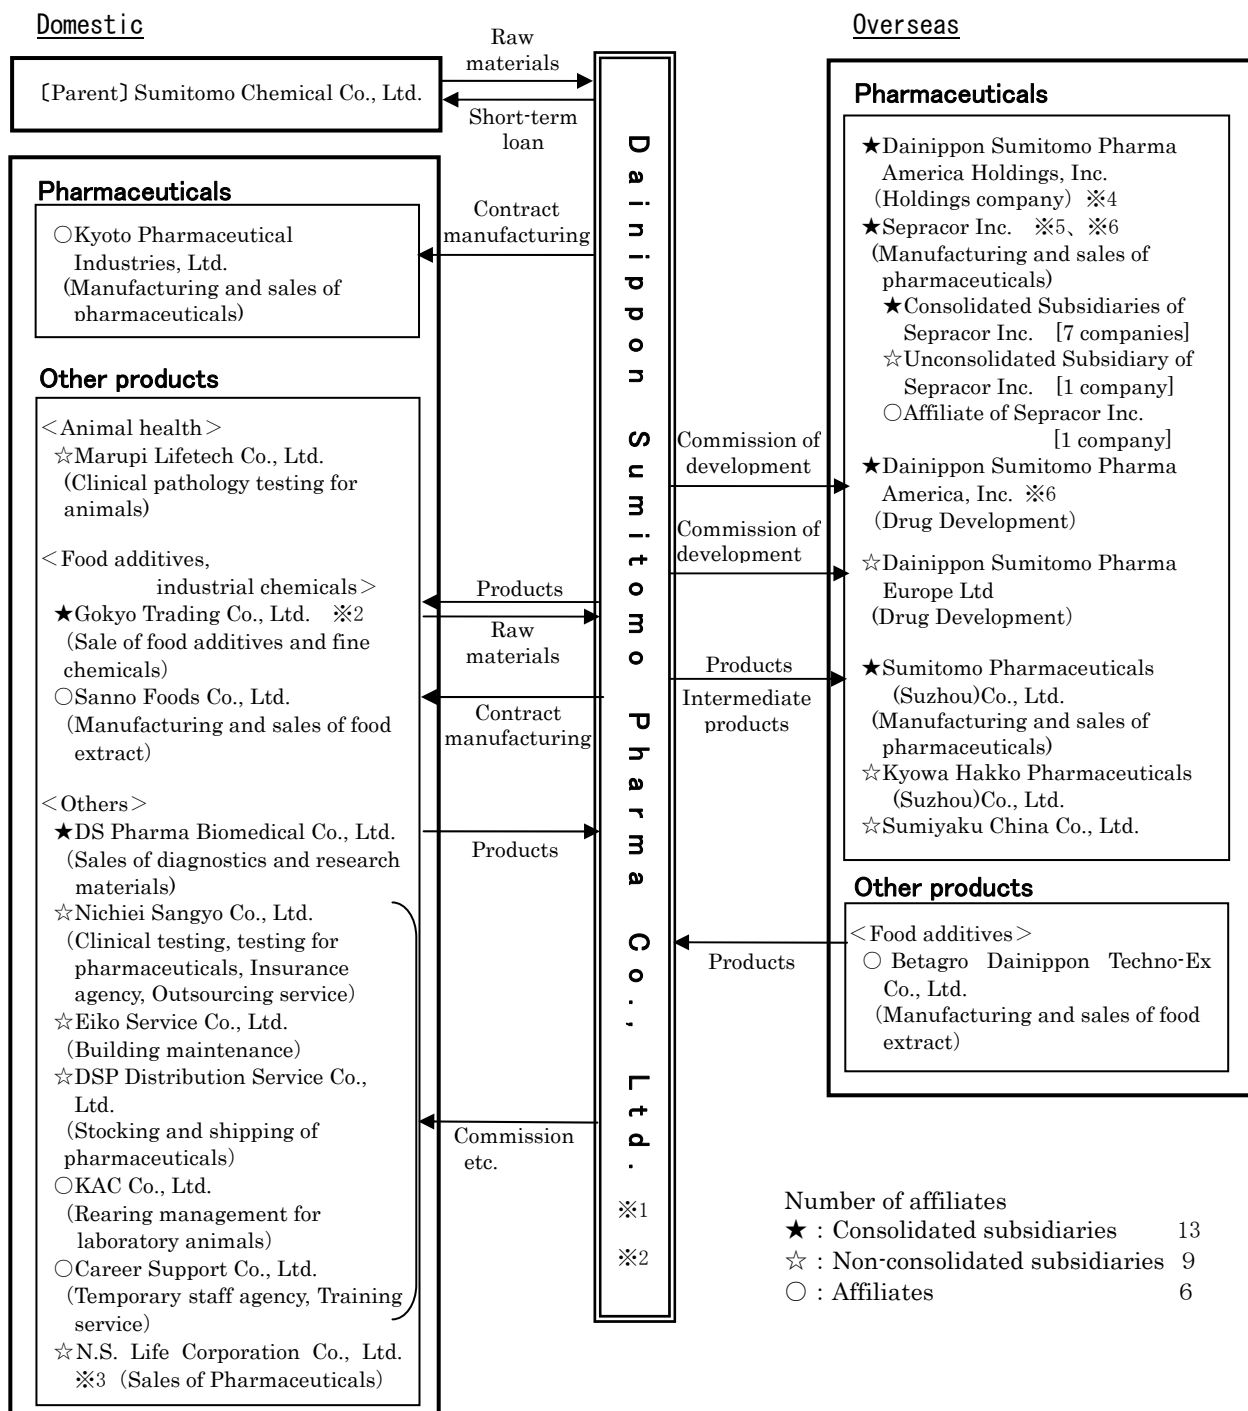 Domestic
〔Parent〕Sumitomo Chemical Co., Ltd.
Pharmaceuticals
○Kyoto Pharmaceutical
Industries, Ltd.
(Manufacturing and sales of
pharmaceuticals)
Other products
＜Animal health＞
☆Marupi Lifetech Co., Ltd.
(Clinical pathology testing for
animals)
＜Food additives,
industrial chemicals＞
★Gokyo Trading Co., Ltd. ※2
(Sale of food additives and fine
chemicals)
○Sanno Foods Co., Ltd.
(Manufacturing and sales of food
extract)
＜Others＞
★DS Pharma Biomedical Co., Ltd.
(Sales of diagnostics and research
materials)
☆Nichiei Sangyo Co., Ltd.
(Clinical testing, testing for
pharmaceuticals, Insurance
agency, Outsourcing service)
☆Eiko Service Co., Ltd.
(Building maintenance)
☆DSP Distribution Service Co.,
Ltd.
(Stocking and shipping of
pharmaceuticals)
○KAC Co., Ltd.
(Rearing management for
laboratory animals)
○Career Support Co., Ltd.
(Temporary staff agency, Training
service)
☆N.S. Life Corporation Co., Ltd.
※3 (Sales of Pharmaceuticals)
Raw
materials
Short-term
loan
Contract
manufacturing
Products
Raw
materials
Contract
manufacturing
Products
Commission
etc.
Dainippon Sumitomo Pharma Co., Ltd.
※1
※2
Commission of
development
Commission of
development
Products
Intermediate
products
Products
Overseas
Pharmaceuticals
★Dainippon Sumitomo Pharma
America Holdings, Inc.
(Holdings company) ※4
★Sepracor Inc. ※5、※6
(Manufacturing and sales of
pharmaceuticals)
★Consolidated Subsidiaries of
Sepracor Inc. [7 companies]
☆Unconsolidated Subsidiary of
Sepracor Inc. [1 company]
○Affiliate of Sepracor Inc.
[1 company]
★Dainippon Sumitomo Pharma
America, Inc. ※6
(Drug Development)
☆Dainippon Sumitomo Pharma
Europe Ltd
(Drug Development)
★Sumitomo Pharmaceuticals
(Suzhou)Co., Ltd.
(Manufacturing and sales of
pharmaceuticals)
☆Kyowa Hakko Pharmaceuticals
(Suzhou)Co., Ltd.
☆Sumiyaku China Co., Ltd.
Other products
＜Food additives＞
○ Betagro Dainippon Techno-Ex
Co., Ltd.
(Manufacturing and sales of food
extract)
Number of affiliates
★：Consolidated subsidiaries 13
☆：Non-consolidated subsidiaries 9
○：Affiliates 6